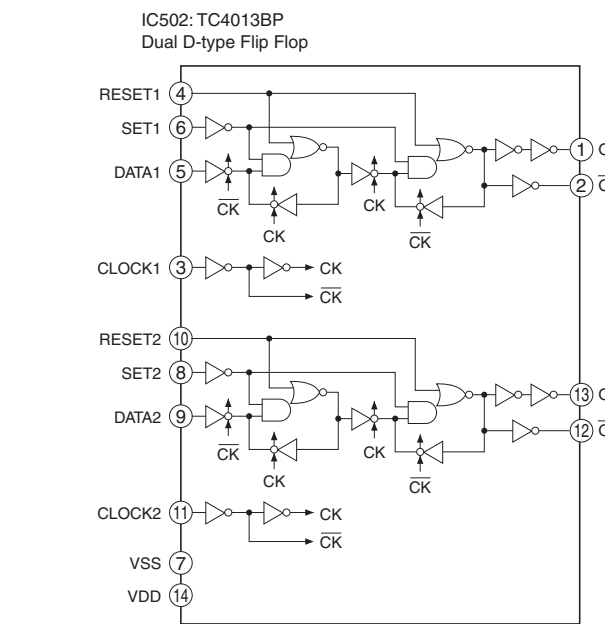 IC502: TC4013BP
Dual D-type Flip Flop
RESET1 4
SET1 6
DATA1 5
1
2
CK
CK
CK
CK
CLOCK1 3
CK
CK
RESET2 10
SET2 8
DATA2 9
13
12
CK
CK
CK
CK
CLOCK2 11
CK
CK
VSS 7
VDD 14